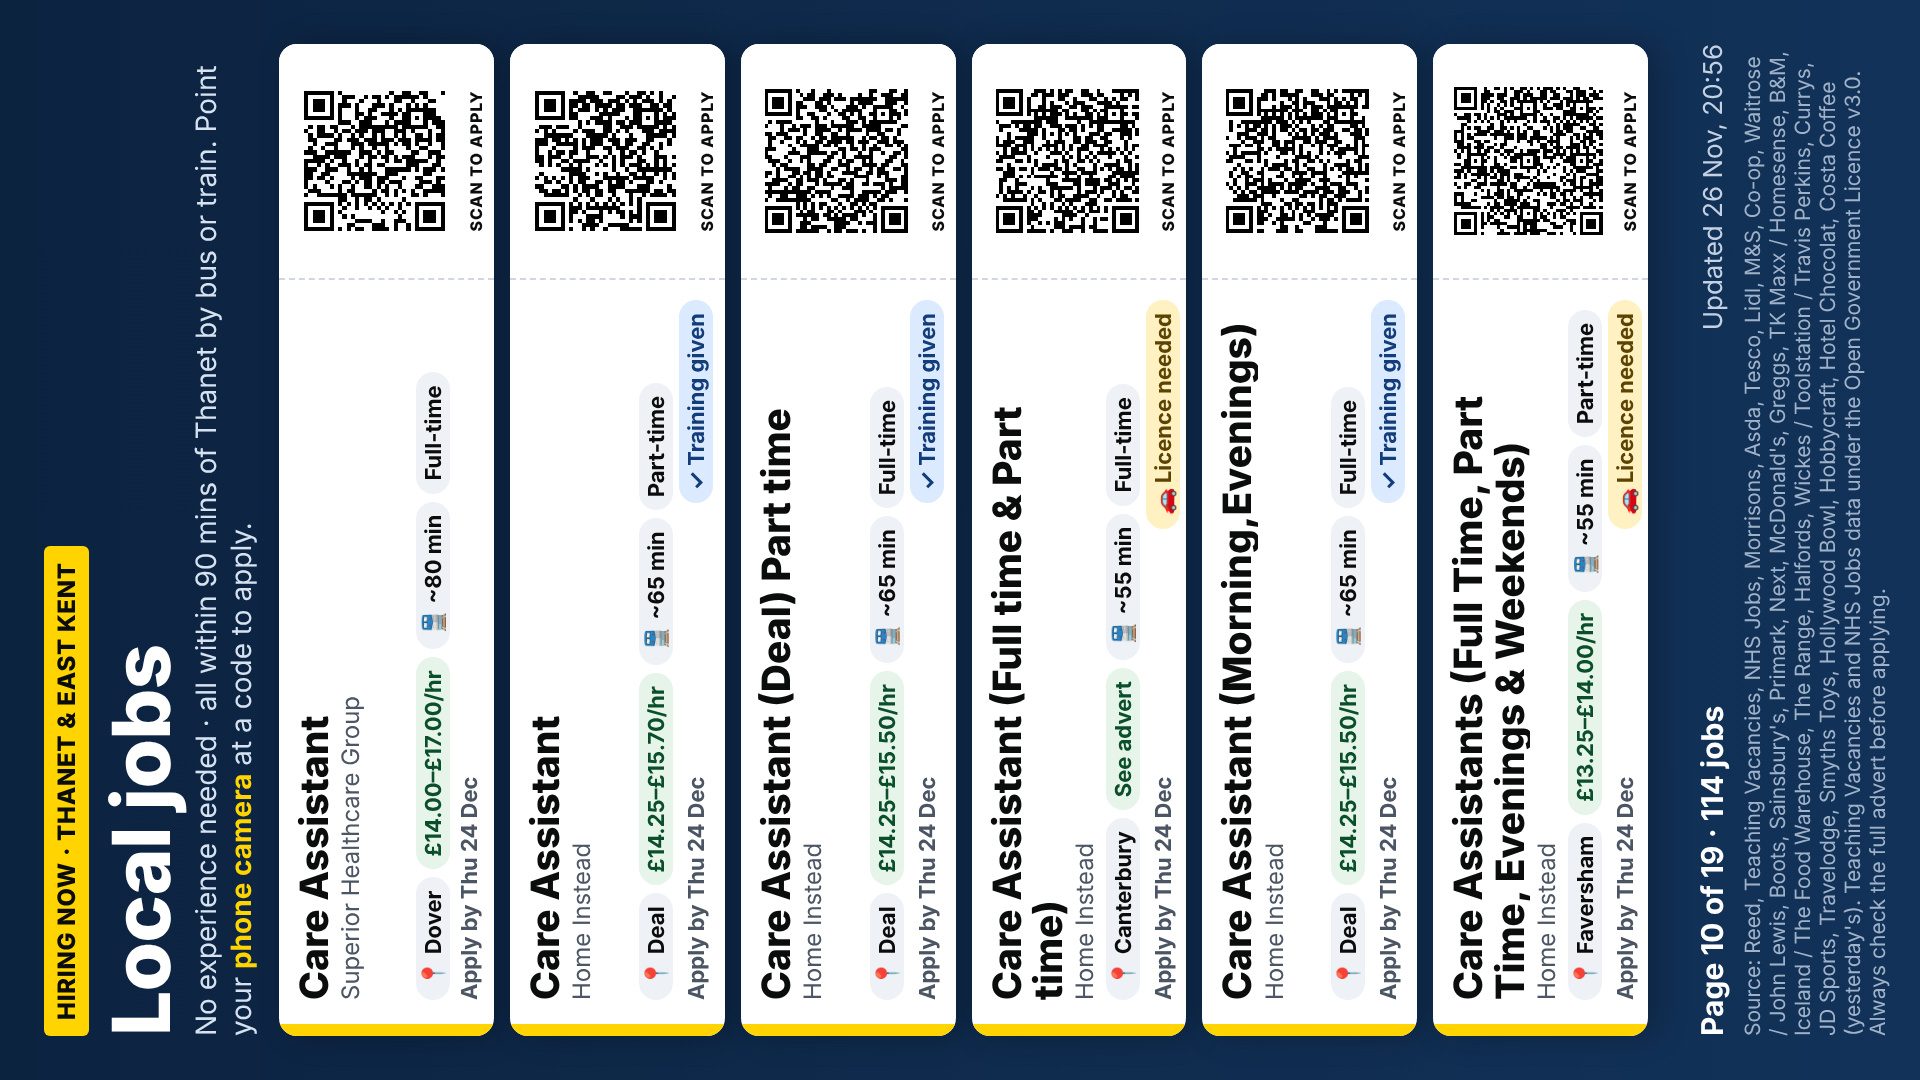 HIRING NOW · THANET & EAST KENT
Local jobs
No experience needed · all within 90 mins of Thanet by bus or train. Point
your phone camera at a code to apply.
Care Assistant
Superior Healthcare Group
📍 Dover £14.00–£17.00/hr 🚆 ~80 min Full-time
Apply by Thu 24 Dec
SCAN TO APPLY
Care Assistant
Home Instead
📍 Deal £14.25–£15.70/hr 🚆 ~65 min Part-time
✓ Training given
Apply by Thu 24 Dec
SCAN TO APPLY
Care Assistant (Deal) Part time
Home Instead
📍 Deal £14.25–£15.50/hr 🚆 ~65 min Full-time
✓ Training given
Apply by Thu 24 Dec
SCAN TO APPLY
Care Assistant (Full time & Part
time)
Home Instead
📍 Canterbury See advert 🚆 ~55 min Full-time
🚗 Licence needed
Apply by Thu 24 Dec
SCAN TO APPLY
Care Assistant (Morning,Evenings)
Home Instead
📍 Deal £14.25–£15.50/hr 🚆 ~65 min Full-time
✓ Training given
Apply by Thu 24 Dec
SCAN TO APPLY
Care Assistants (Full Time, Part
Time, Evenings & Weekends)
Home Instead
📍 Faversham £13.25–£14.00/hr 🚆 ~55 min Part-time
🚗 Licence needed
Apply by Thu 24 Dec
SCAN TO APPLY
Page 10 of 19 · 114 jobs
Updated 26 Nov, 20:56
Source: Reed, Teaching Vacancies, NHS Jobs, Morrisons, Asda, Tesco, Lidl, M&S, Co-op, Waitrose
/ John Lewis, Boots, Sainsbury's, Primark, Next, McDonald's, Greggs, TK Maxx / Homesense, B&M,
Iceland / The Food Warehouse, The Range, Halfords, Wickes / Toolstation / Travis Perkins, Currys,
JD Sports, Travelodge, Smyths Toys, Hollywood Bowl, Hobbycraft, Hotel Chocolat, Costa Coffee
(yesterday's). Teaching Vacancies and NHS Jobs data under the Open Government Licence v3.0.
Always check the full advert before applying.